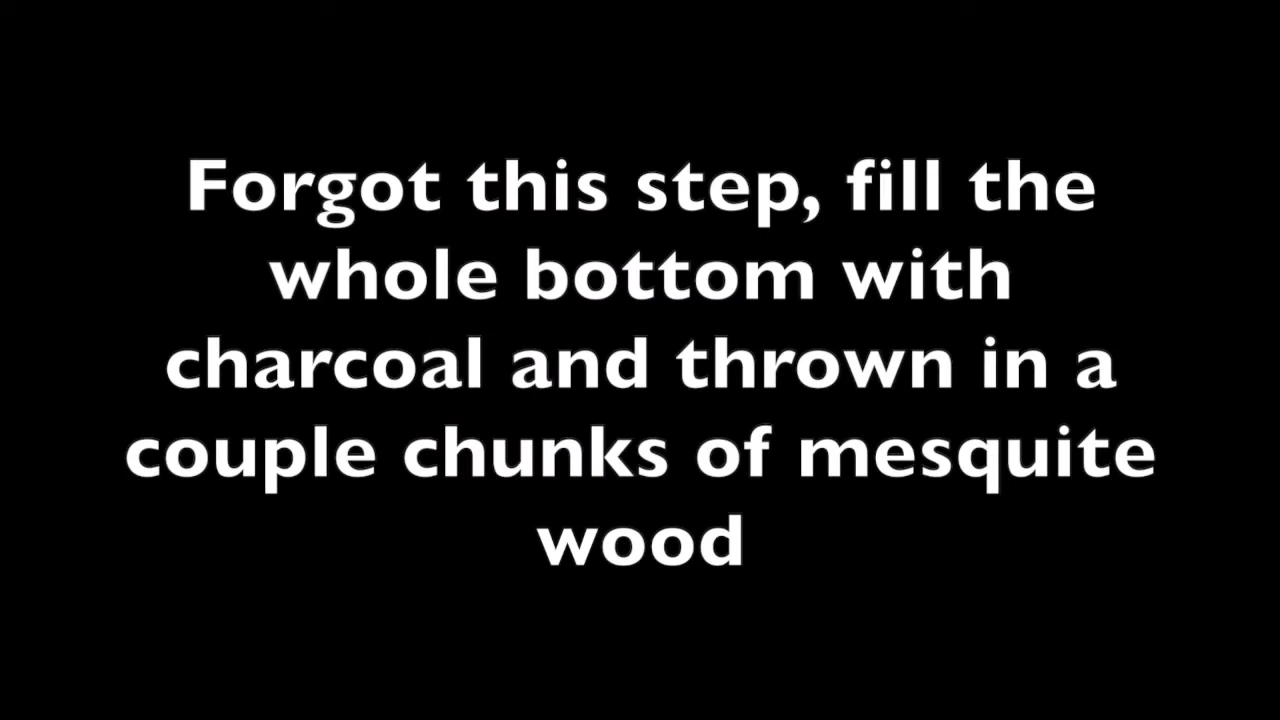 Forgot this step, fill the
whole bottom with
charcoal and thrown in a
couple chunks of mesquite
wood